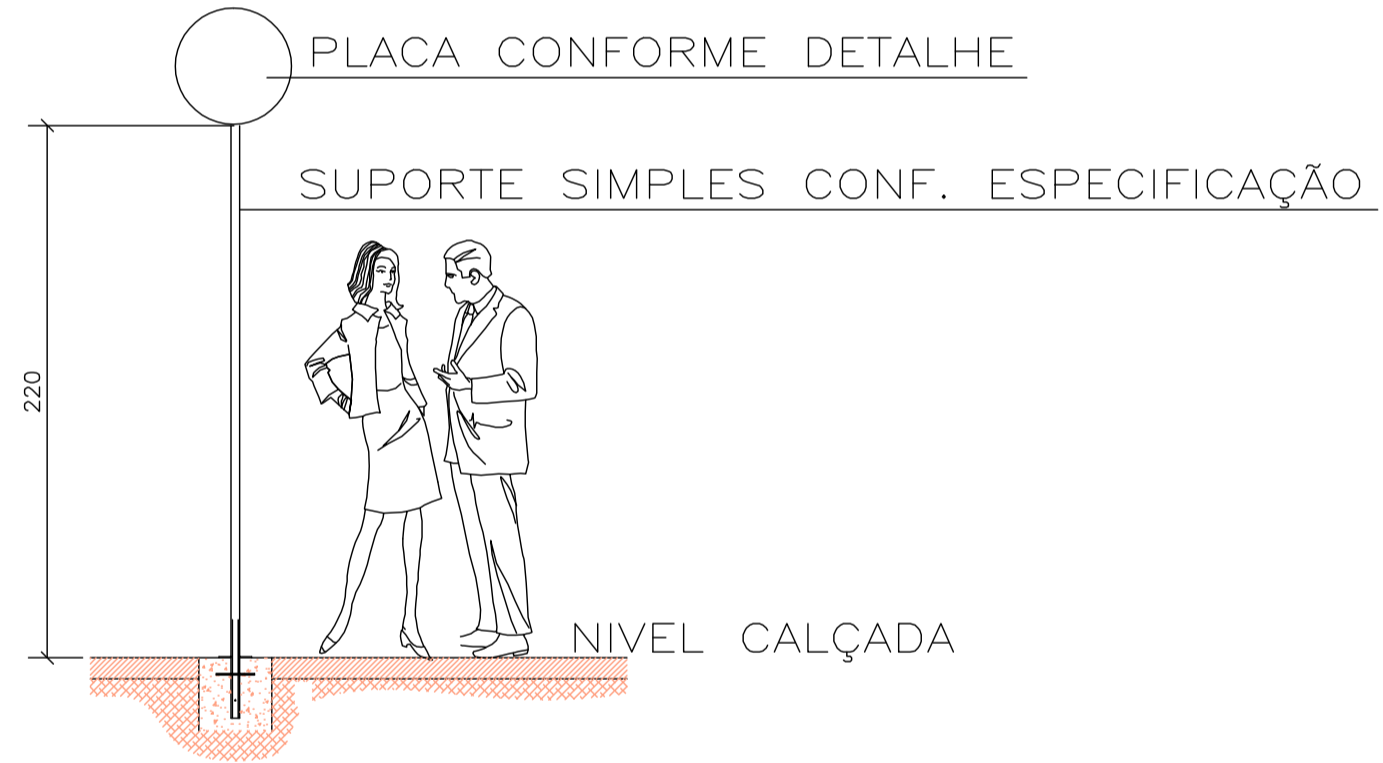 PLACA CONFORME DETALHE
SUPORTE SIMPLES CONF. ESPECIFICAÇÃO
220
NIVEL CALÇADA